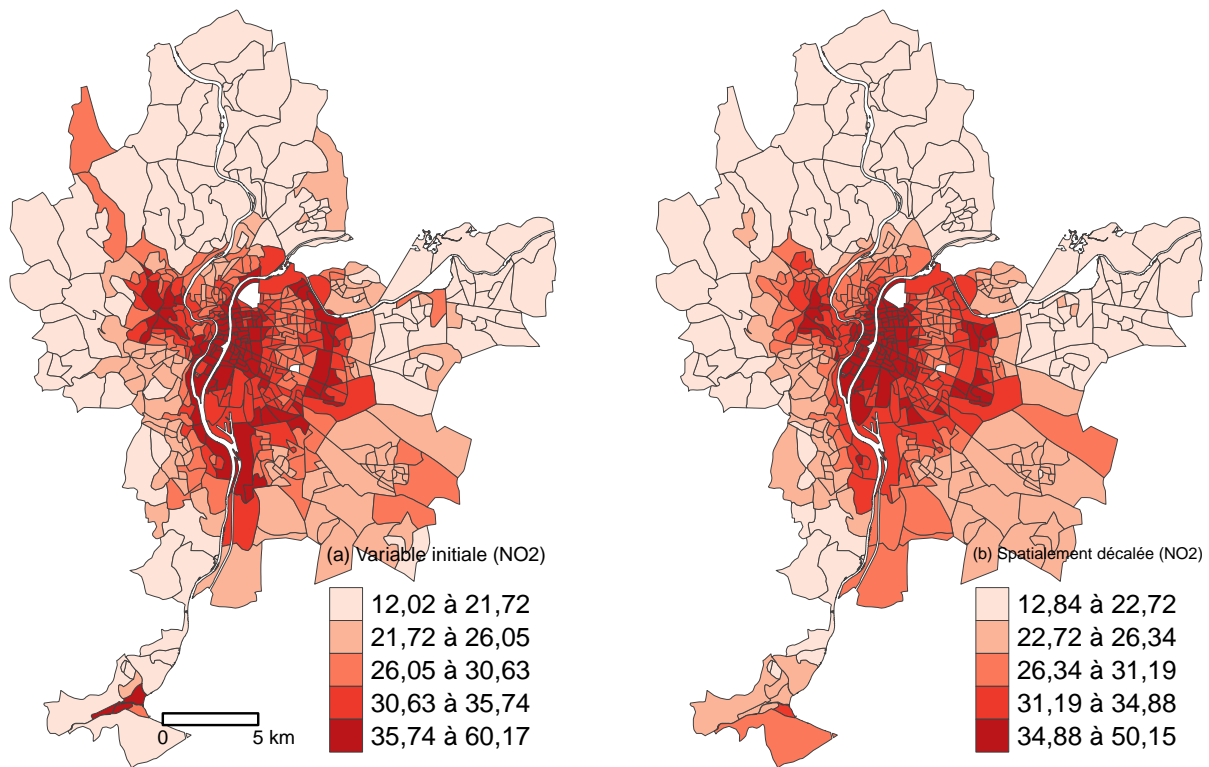 (a) Variable initiale (NO2)
12,02 à 21,72
21,72 à 26,05
26,05 à 30,63
30,63 à 35,74
35,74 à 60,17
0 5 km
(b) Spatialement décalée (NO2)
12,84 à 22,72
22,72 à 26,34
26,34 à 31,19
31,19 à 34,88
34,88 à 50,15